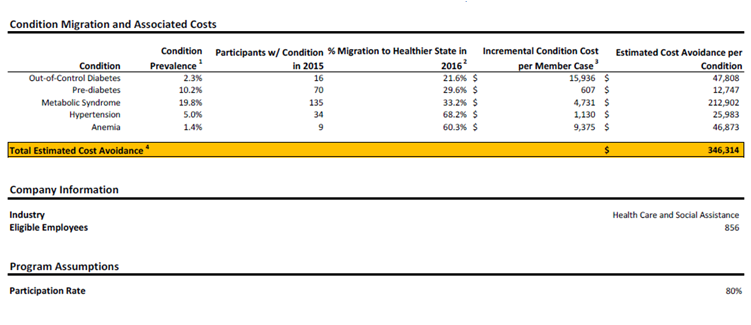 Condition Migration and Associated Costs
Condition Participants w/ Condition % Migration to Healthier State in Incremental Condition Cost Estimated Cost Avoidance per
Condition Prevalence 1 in 2015 2016 2 per Member Case 3 Condition
Out-of-Control Diabetes 2.3% 16 21.6% $ 15,936 $ 47,808
Pre-diabetes 10.2% 70 29.6% $ 607 $ 12,747
Metabolic Syndrome 19.8% 135 33.2% $ 4,731 $ 212,902
Hypertension 5.0% 34 68.2% $ 1,130 $ 25,983
Anemia 1.4% 9 60.3% $ 9,375 $ 46,873
Total Estimated Cost Avoidance 4 $ 346,314
Company Information
Industry Health Care and Social Assistance
Eligible Employees 856
Program Assumptions
Participation Rate 80%